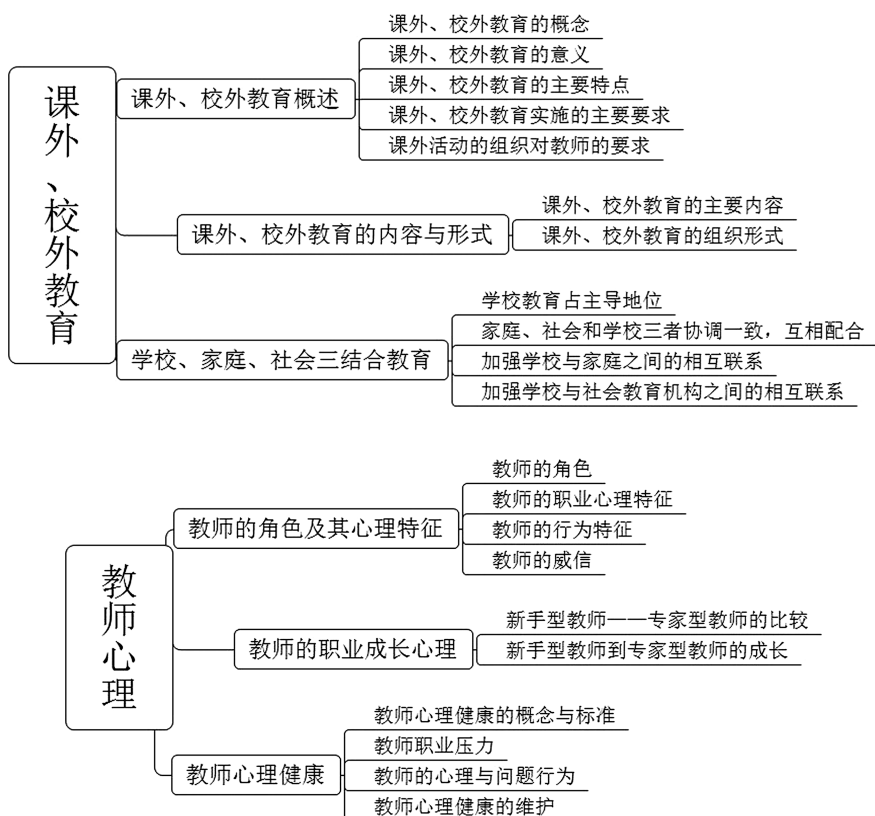 课外、校外教育
课外、校外教育概述
课外、校外教育的概念
课外、校外教育的意义
课外、校外教育的主要特点
课外、校外教育实施的主要要求
课外活动的组织对教师的要求
课外、校外教育的内容与形式
课外、校外教育的主要内容
课外、校外教育的组织形式
学校、家庭、社会三结合教育
学校教育占主导地位
家庭、社会和学校三者协调一致，互相配合
加强学校与家庭之间的相互联系
加强学校与社会教育机构之间的相互联系
教师心理
教师的角色及其心理特征
教师的角色
教师的职业心理特征
教师的行为特征
教师的威信
教师的职业成长心理
新手型教师——专家型教师的比较
新手型教师到专家型教师的成长
教师心理健康
教师心理健康的概念与标准
教师职业压力
教师的心理与问题行为
教师心理健康的维护